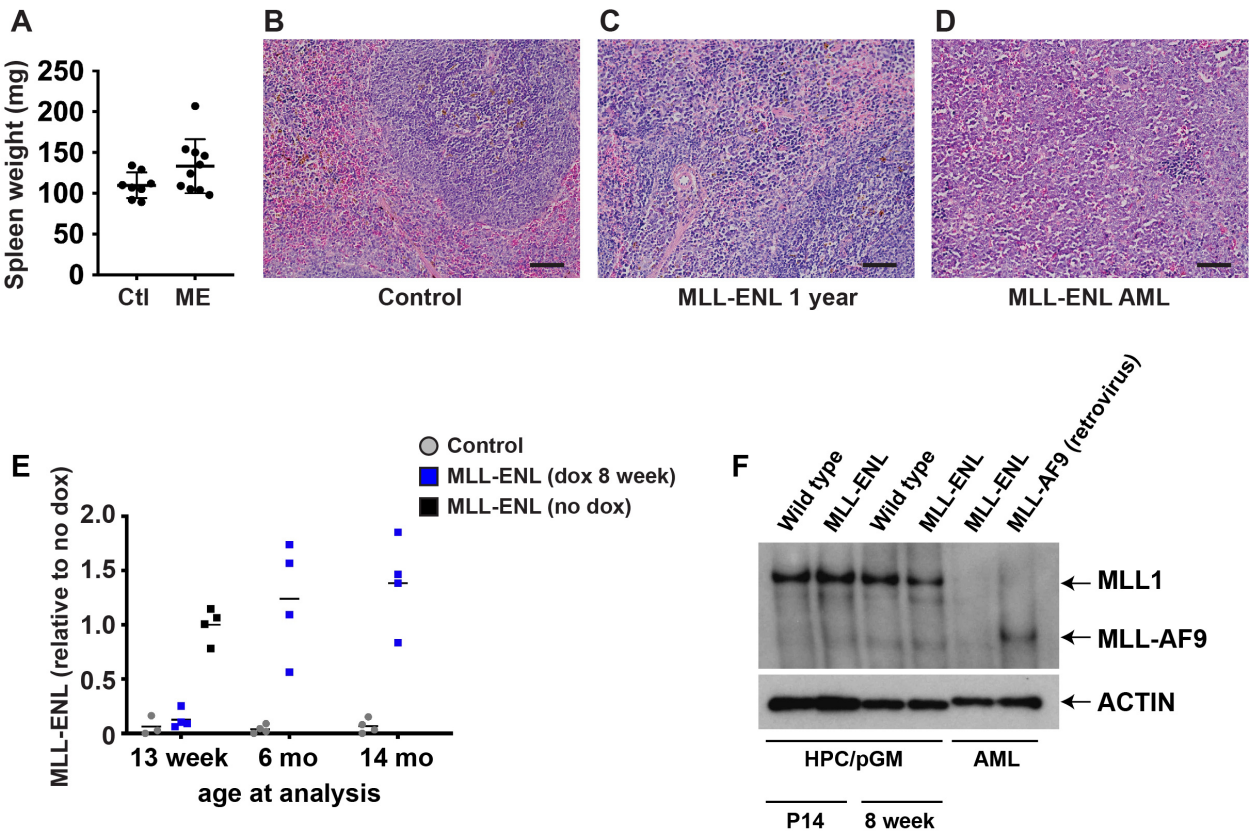 A
B
C
D
Spleen weight (mg)
250
200
150
100
50
0
Ctl ME
Control
MLL-ENL 1 year
MLL-ENL AML
E
Control
MLL-ENL (dox 8 week)
MLL-ENL (no dox)
MLL-ENL (relative to no dox)
2.0
1.5
1.0
0.5
0
13 week 6 mo 14 mo
age at analysis
F
Wild type
MLL-ENL
Wild type
MLL-ENL
MLL-ENL
MLL-AF9 (retrovirus)
MLL1
MLL-AF9
ACTIN
HPC/pGM AML
P14 8 week